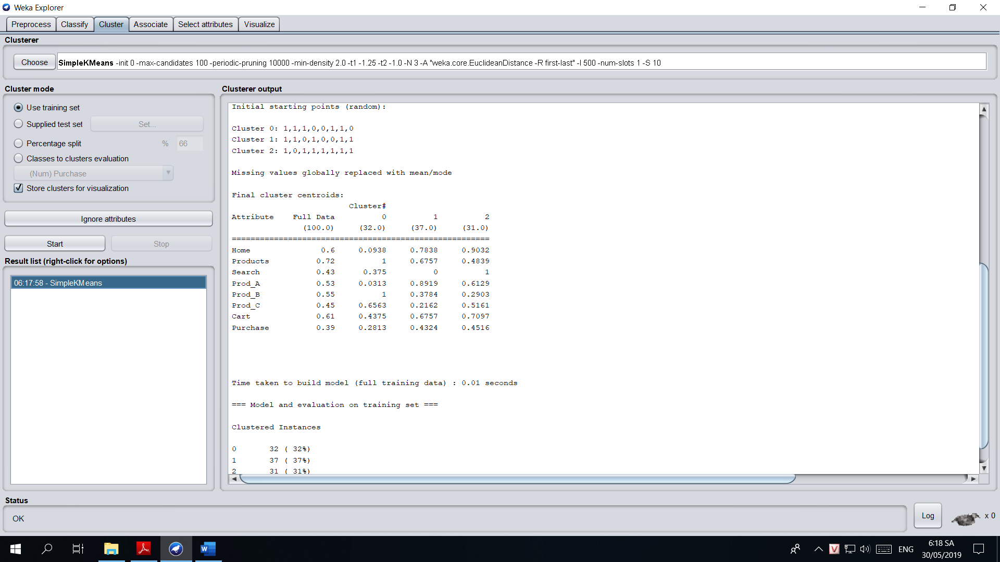 Weka Explorer
Preprocess Classify Cluster Associate Select attributes Visualize
Clusterer
Choose SimpleKMeans -init 0 -max-candidates 100 -periodic-pruning 10000 -min-density 2.0 -t1 -1.25 -t2 -1.0 -N 3 -A "weka.core.EuclideanDistance -R first-last" -I 500 -num-slots 1 -S 10
Cluster mode
Use training set
Supplied test set Set...
Percentage split % 66
Classes to clusters evaluation
(Num) Purchase
Store clusters for visualization
Ignore attributes
Start Stop
Result list (right-click for options)
06:17:58 - SimpleKMeans
Clusterer output
Initial starting points (random):
Cluster 0: 1,1,1,0,0,1,1,0
Cluster 1: 1,1,0,1,0,0,1,1
Cluster 2: 1,0,1,1,1,1,1,1
Missing values globally replaced with mean/mode
Final cluster centroids:
Cluster#
Attribute Full Data 0 1 2
(100.0) (32.0) (37.0) (31.0)
=======================================================
Home 0.6 0.0938 0.7838 0.9032
Products 0.72 1 0.6757 0.4839
Search 0.43 0.375 0 1
Prod_A 0.53 0.0313 0.8919 0.6129
Prod_B 0.55 1 0.3784 0.2903
Prod_C 0.45 0.6563 0.2162 0.5161
Cart 0.61 0.4375 0.6757 0.7097
Purchase 0.39 0.2813 0.4324 0.4516
Time taken to build model (full training data) : 0.01 seconds
=== Model and evaluation on training set ===
Clustered Instances
0 32 ( 32%)
1 37 ( 37%)
2 31 ( 31%)
Status
OK
Log
x 0
ENG
6:18 SA
30/05/2019